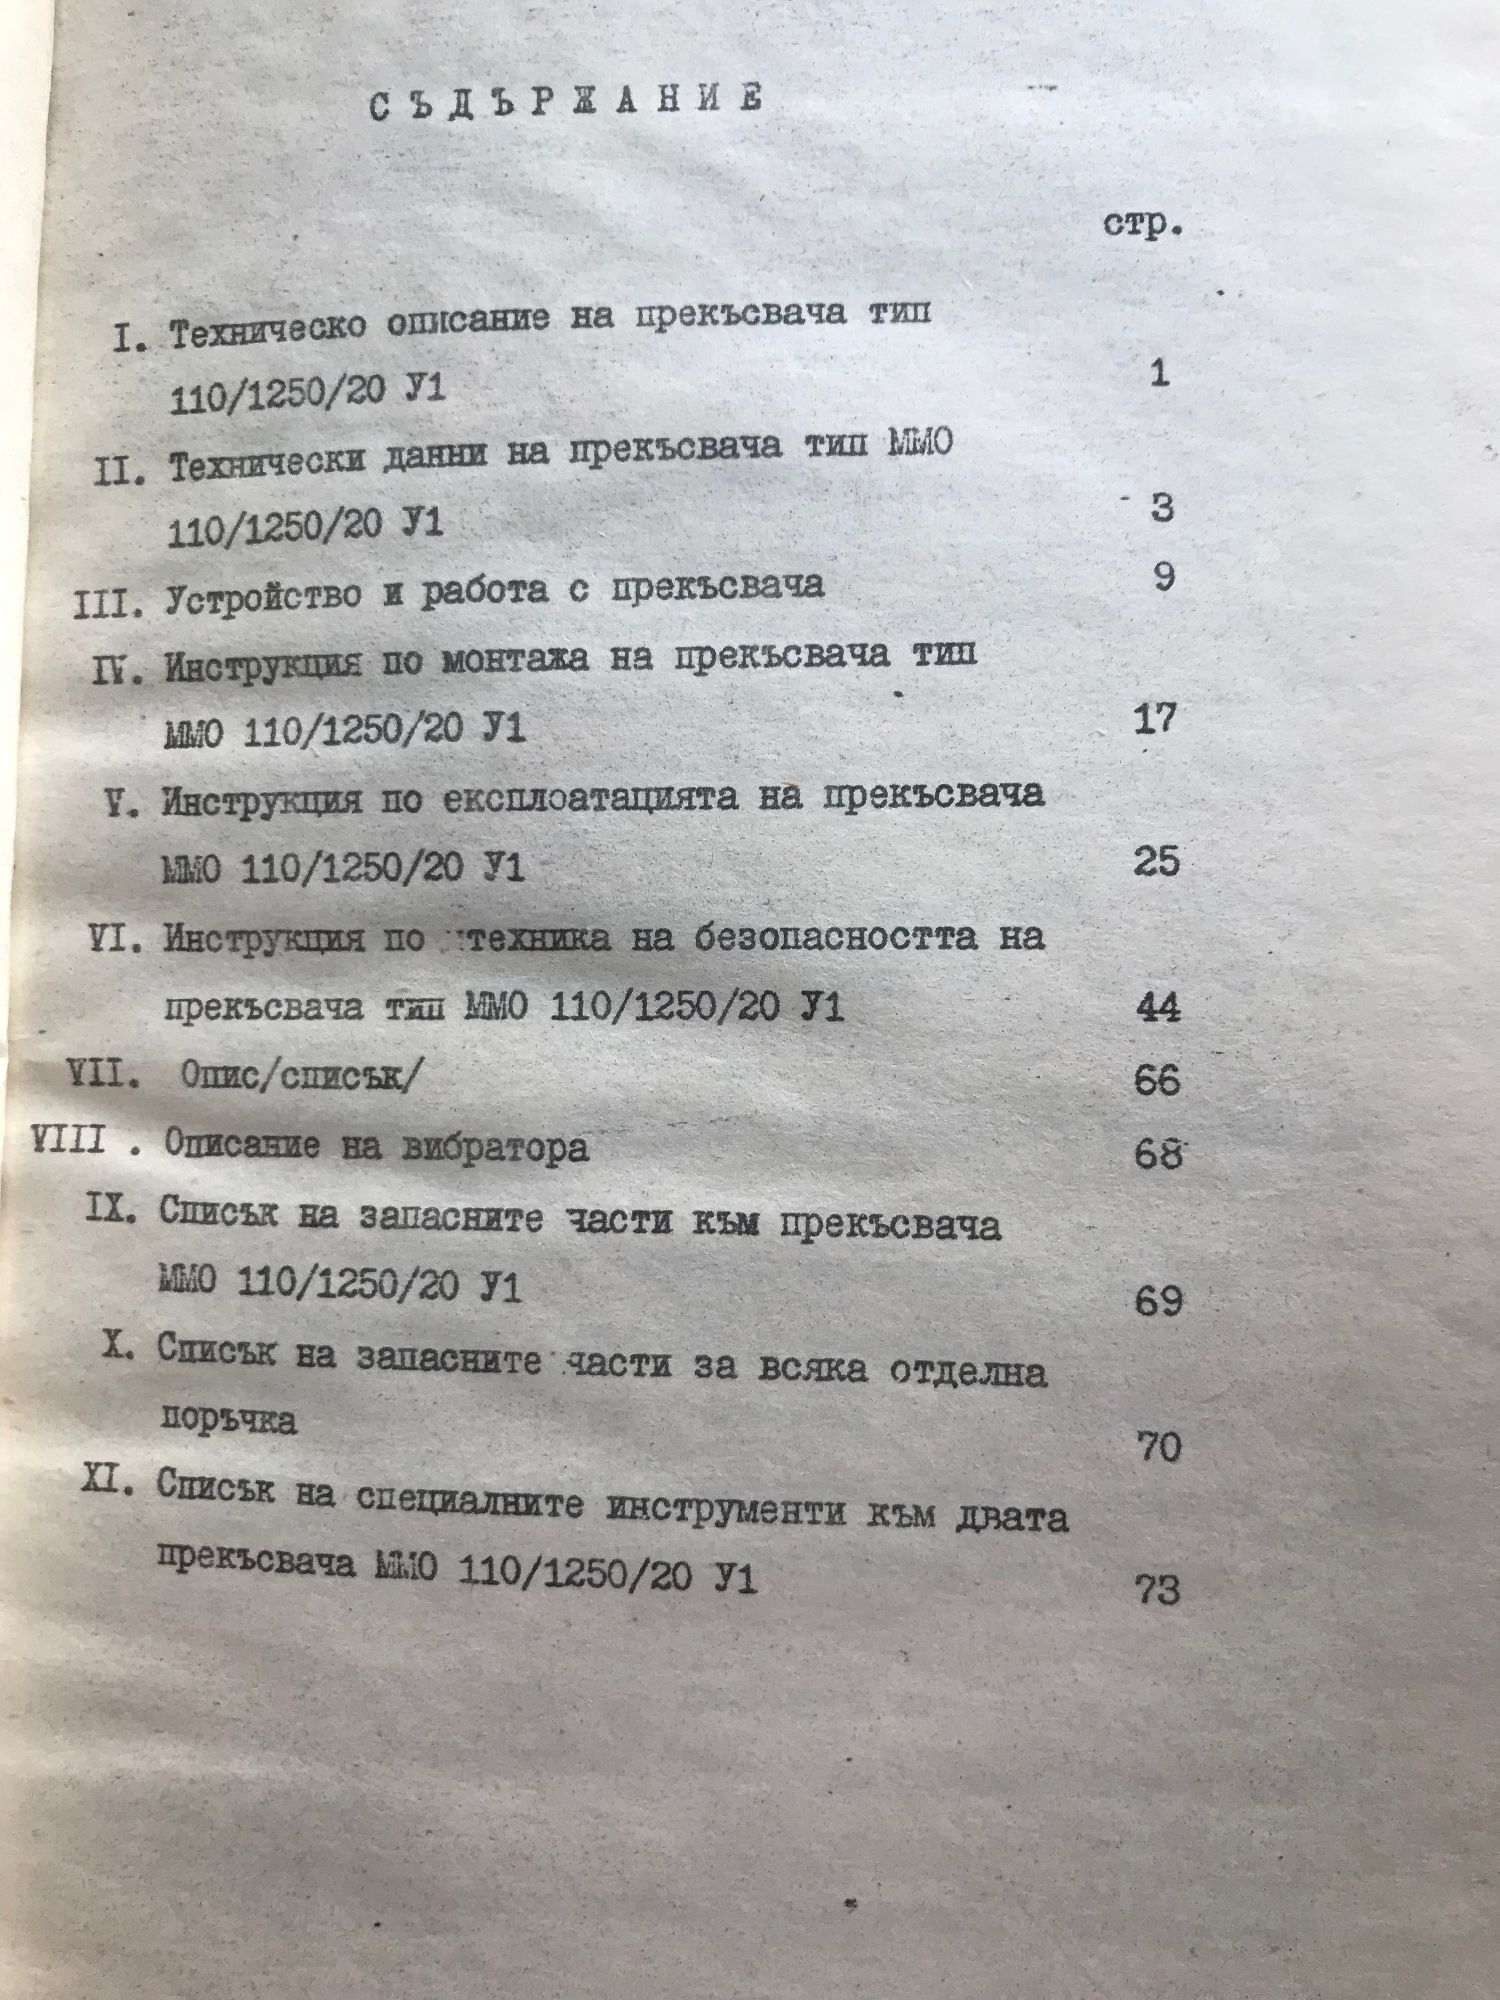 СЪДЪРЖАНИЕ
стр.
I. Техническо описание на прекъсвача тип
110/1250/20 У1 1
II. Технически данни на прекъсвача тип ММО
110/1250/20 У1 3
III. Устройство и работа с прекъсвача 9
IV. Инструкция по монтажа на прекъсвача тип
ММО 110/1250/20 У1 17
V. Инструкция по експлоатацията на прекъсвача
ММО 110/1250/20 У1 25
VI. Инструкция по техника на безопасността на
прекъсвача тип ММО 110/1250/20 У1 44
VII. Опис/списък/ 66
VIII . Описание на вибратора 68
IX. Списък на запасните части към прекъсвача
ММО 110/1250/20 У1 69
X. Списък на запасните части за всяка отделна
поръчка 70
XI. Списък на специалните инструменти към двата
прекъсвача ММО 110/1250/20 У1 73